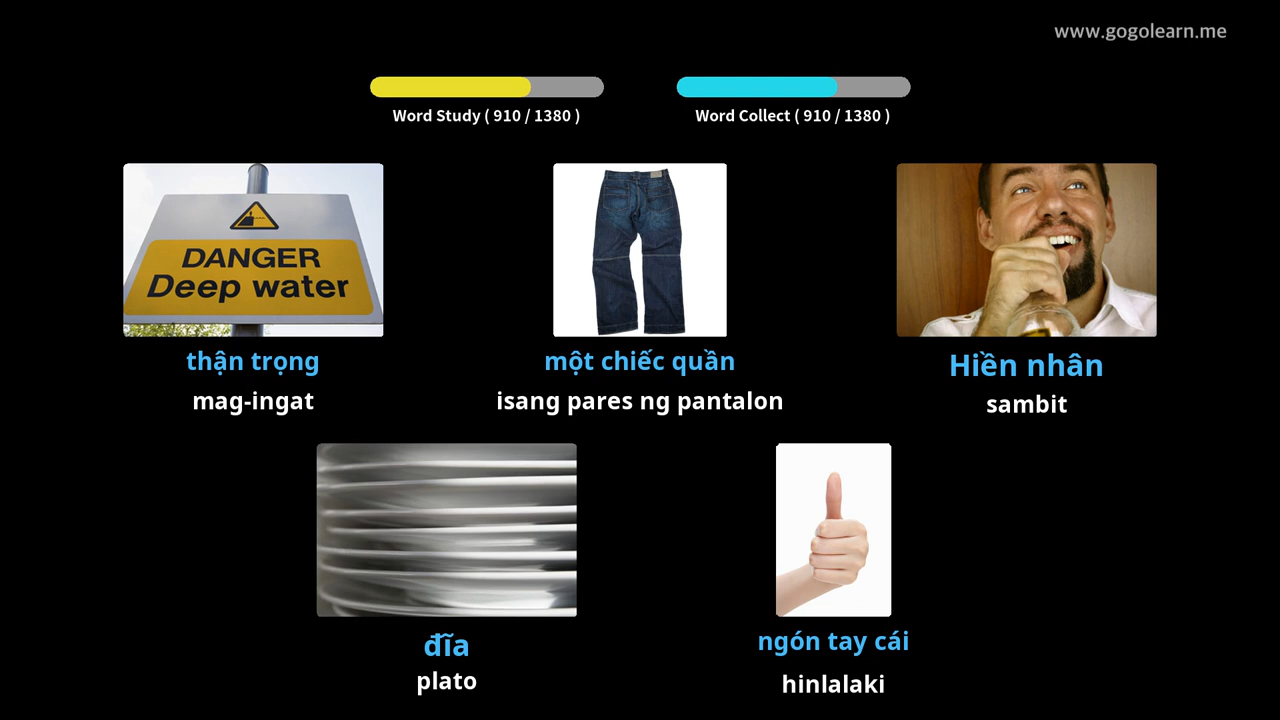 www.gogolearn.me
Word Study ( 910 / 1380 )
Word Collect ( 910 / 1380 )
DANGER
Deep water
thận trọng
một chiếc quần
Hiền nhân
mag-ingat
isang pares ng pantalon
sambit
đĩa
ngón tay cái
plato
hinlalaki